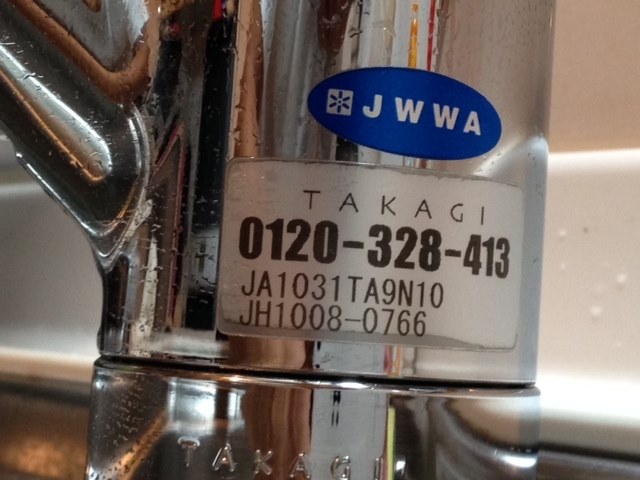 JWWA
TAKAGI
0120-328-413
JA1031TA9N10
JH1008-0766
TAKAGI